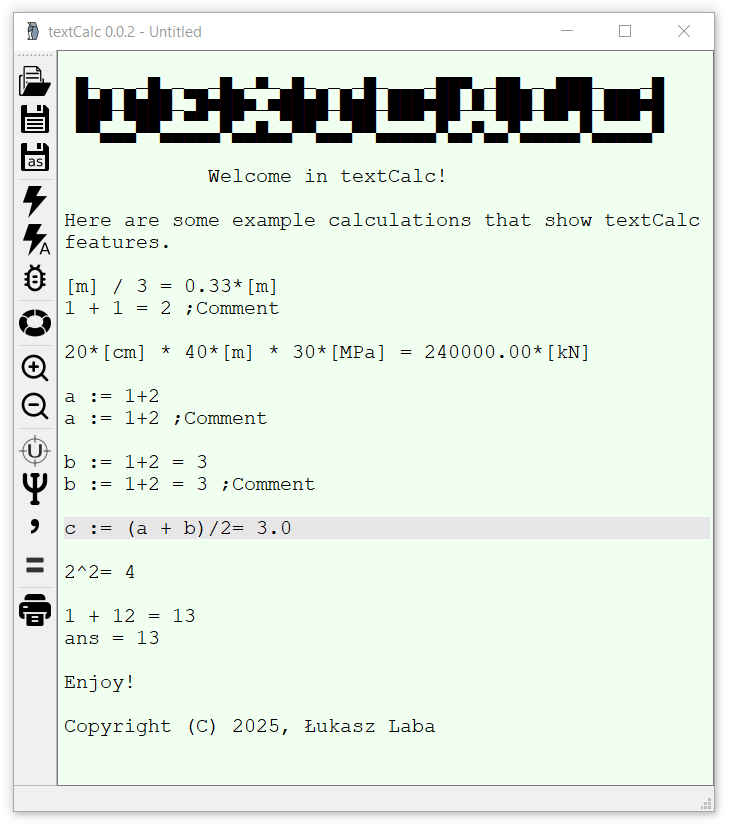 textCalc 0.0.2 - Untitled
Welcome in textCalc!
Here are some example calculations that show textCalc
features.
[m] / 3 = 0.33*[m]
1 + 1 = 2 ;Comment
20*[cm] * 40*[m] * 30*[MPa] = 240000.00*[kN]
a := 1+2
a := 1+2 ;Comment
b := 1+2 = 3
b := 1+2 = 3 ;Comment
c := (a + b)/2= 3.0
2^2= 4
1 + 12 = 13
ans = 13
Enjoy!
Copyright (C) 2025, Łukasz Laba
as
A
U